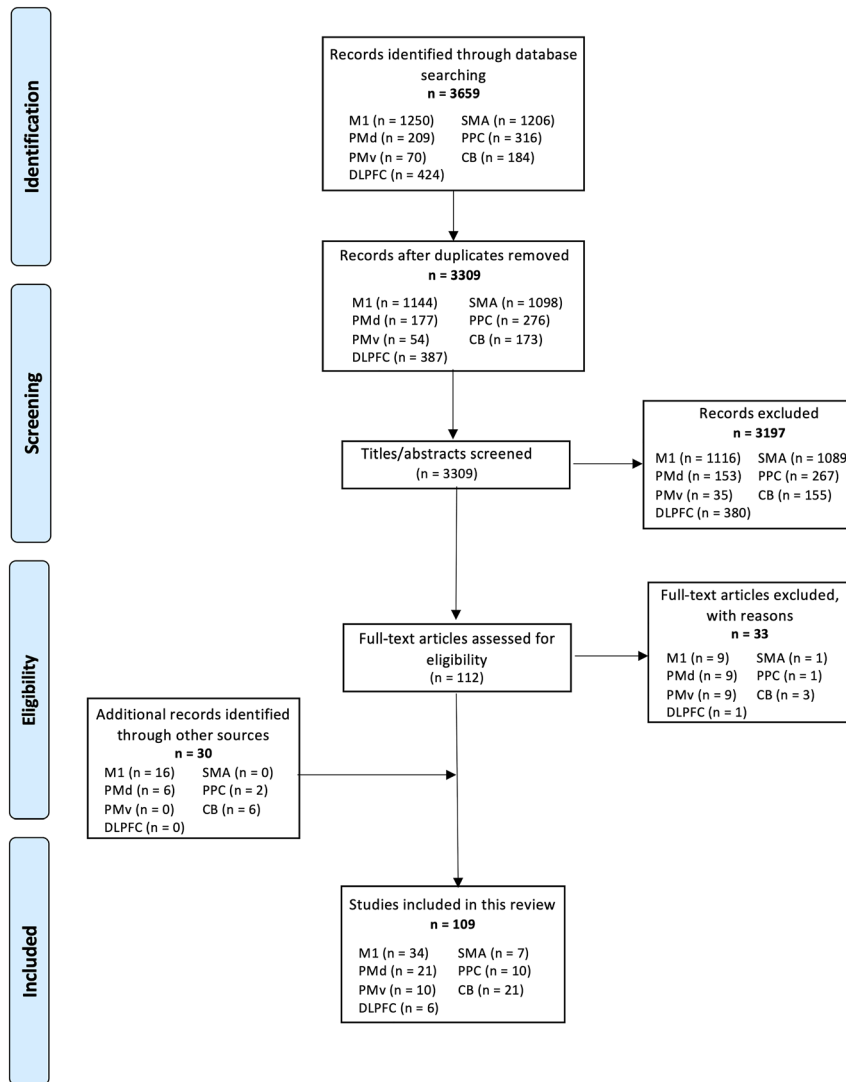 Identification
Records identified through database
searching
n = 3659
M1 (n = 1250) SMA (n = 1206)
PMd (n = 209) PPC (n = 316)
PMv (n = 70) CB (n = 184)
DLPFC (n = 424)
Records after duplicates removed
n = 3309
M1 (n = 1144) SMA (n = 1098)
PMd (n = 177) PPC (n = 276)
PMv (n = 54) CB (n = 173)
DLPFC (n = 387)
Screening
Titles/abstracts screened
(n = 3309)
Records excluded
n = 3197
M1 (n = 1116) SMA (n = 1089
PMd (n = 153) PPC (n = 267)
PMv (n = 35) CB (n = 155)
DLPFC (n = 380)
Eligibility
Full-text articles assessed for
eligibility
(n = 112)
Full-text articles excluded,
with reasons
n = 33
M1 (n = 9) SMA (n = 1)
PMd (n = 9) PPC (n = 1)
PMv (n = 9) CB (n = 3)
DLPFC (n = 1)
Additional records identified
through other sources
n = 30
M1 (n = 16) SMA (n = 0)
PMd (n = 6) PPC (n = 2)
PMv (n = 0) CB (n = 6)
DLPFC (n = 0)
Included
Studies included in this review
n = 109
M1 (n = 34) SMA (n = 7)
PMd (n = 21) PPC (n = 10)
PMv (n = 10) CB (n = 21)
DLPFC (n = 6)